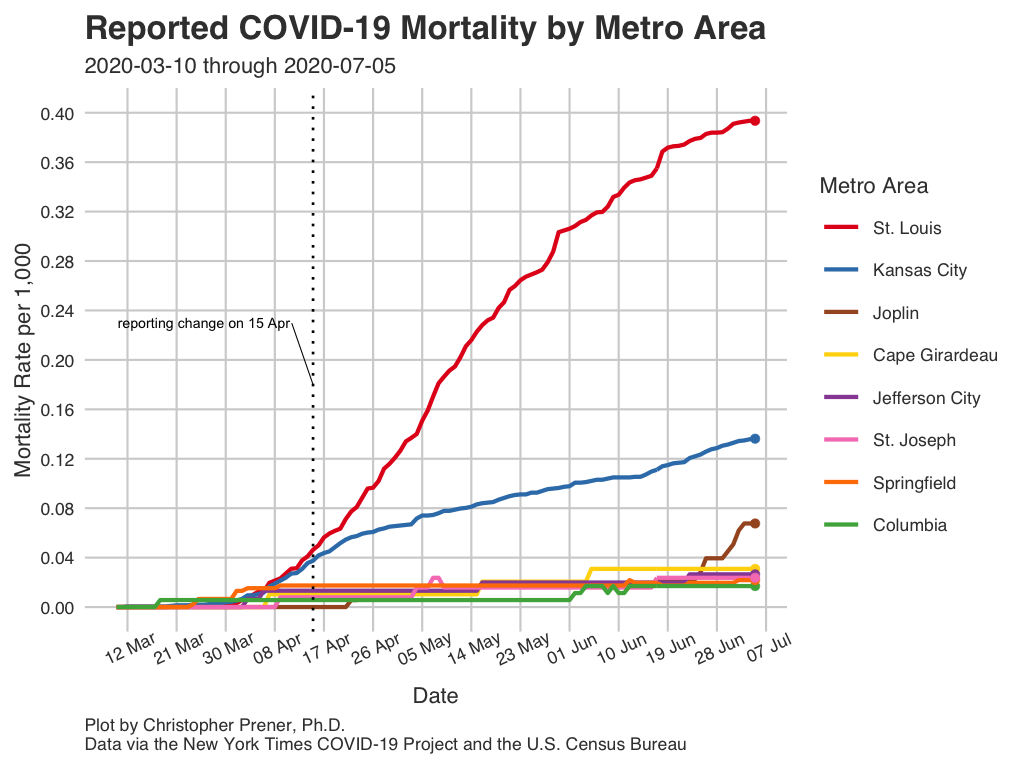 Reported COVID-19 Mortality by Metro Area
2020-03-10 through 2020-07-05
Mortality Rate per 1,000
0.40
0.36
0.32
0.28
0.24
0.20
0.16
0.12
0.08
0.04
0.00
reporting change on 15 Apr
12 Mar
21 Mar
30 Mar
08 Apr
17 Apr
26 Apr
05 May
14 May
23 May
01 Jun
10 Jun
19 Jun
28 Jun
07 Jul
Date
Metro Area
St. Louis
Kansas City
Joplin
Cape Girardeau
Jefferson City
St. Joseph
Springfield
Columbia
Plot by Christopher Prener, Ph.D.
Data via the New York Times COVID-19 Project and the U.S. Census Bureau